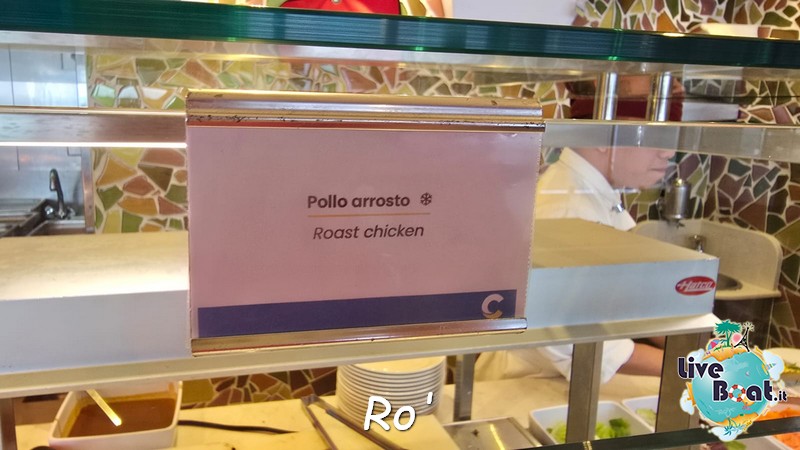 Pollo arrosto
Roast chicken
C
Hatco
Ro'
Live
Boat.it